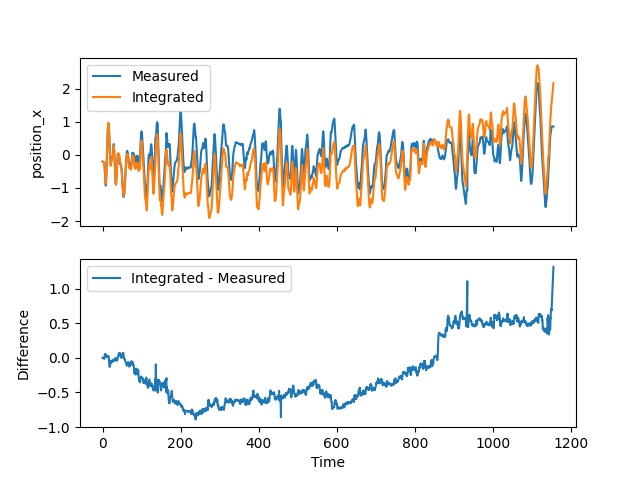 position_x
2
1
0
−1
−2
Measured
Integrated
Difference
1.0
0.5
0.0
−0.5
−1.0
Integrated - Measured
0 200 400 600 800 1000 1200
Time